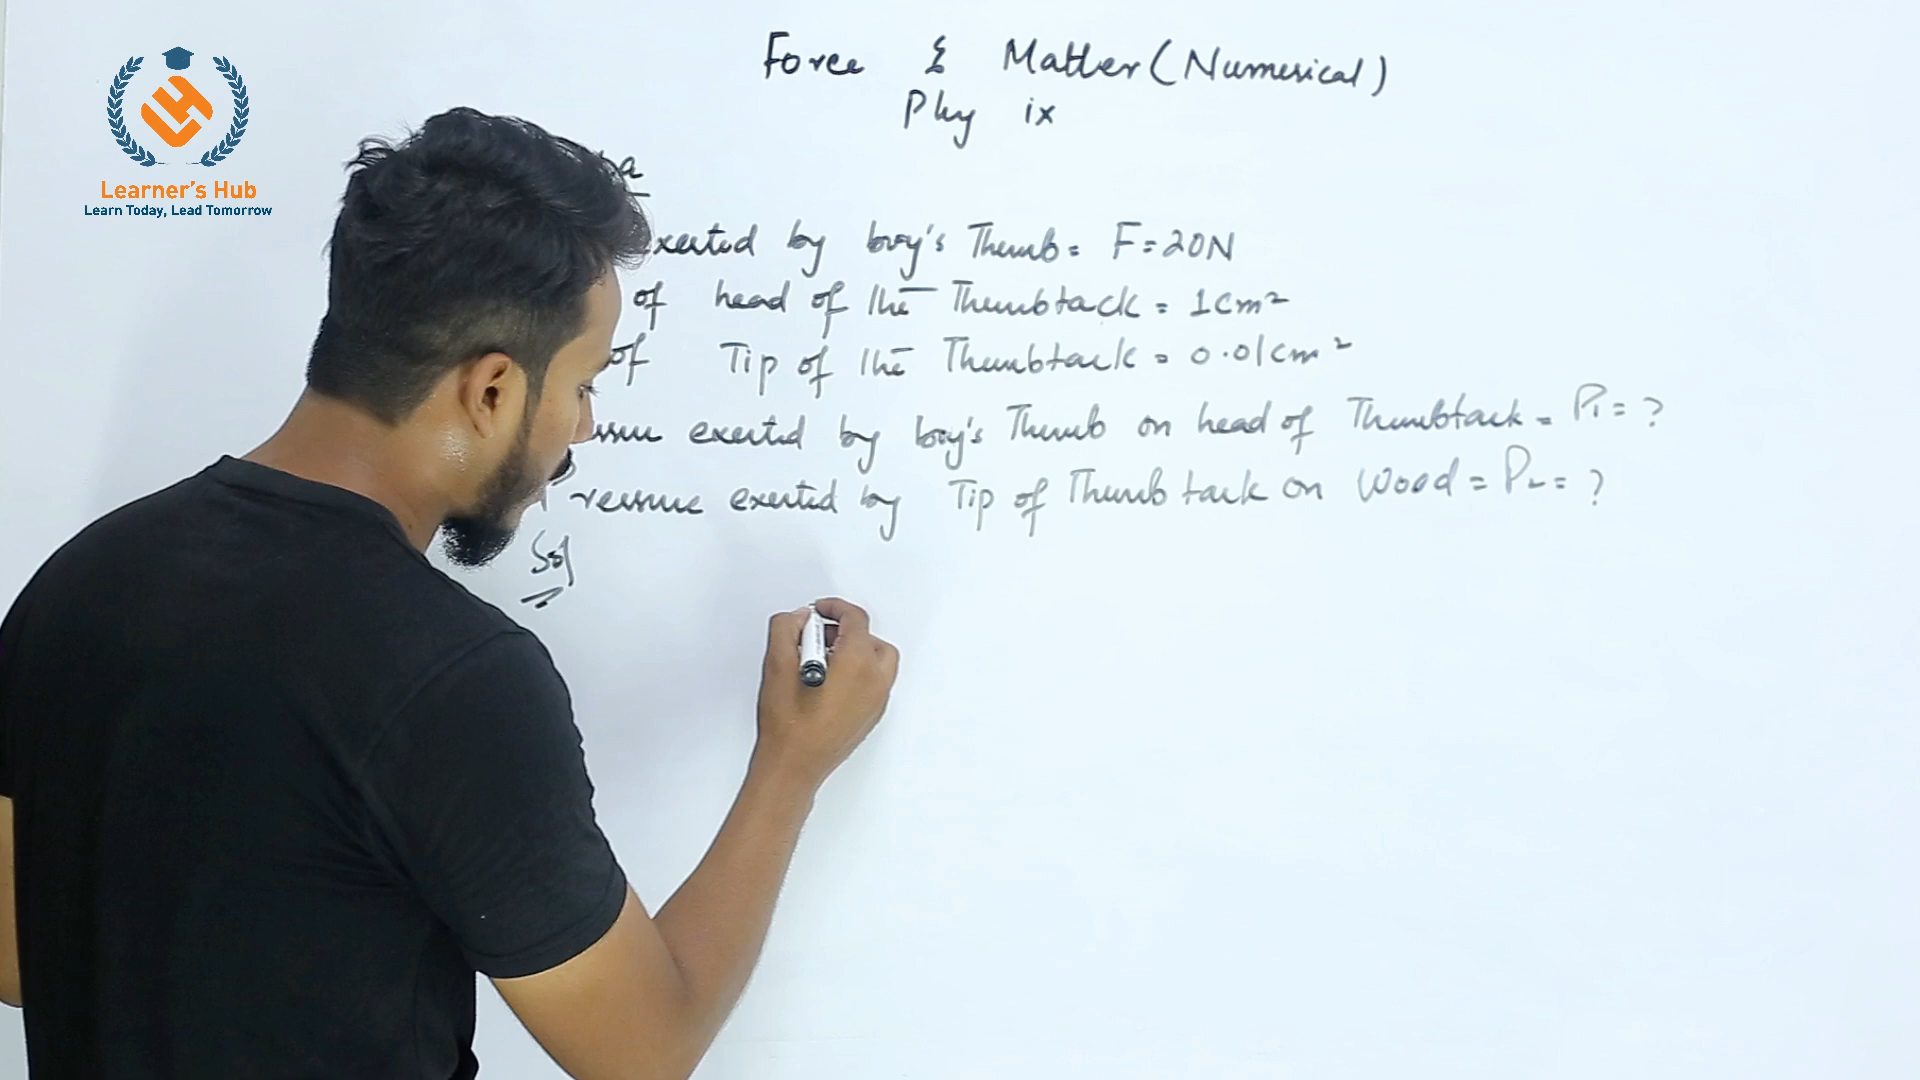 Learner's Hub
Learn Today, Lead Tomorrow
Force & Matter (Numerical)
Phy ix
exerted by boy's Thumb = F = 20N
of head of the Thumbtack = 1cm²
of Tip of the Thumbtack = 0.01cm²
exerted by boy's Thumb on head of Thumbtack = P₁ = ?
Pressure exerted by Tip of Thumbtack on Wood = P₂ = ?
Sol